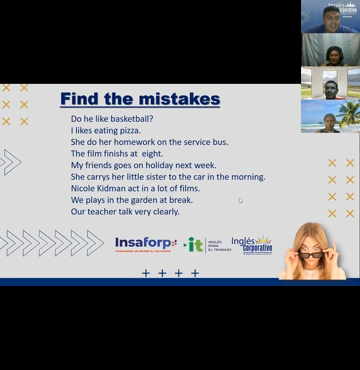 Inglés
Corporativo
Find the mistakes
Do he like basketball?
I likes eating pizza.
She do her homework on the service bus.
The film finishs at eight.
My friends goes on holiday next week.
She carrys her little sister to the car in the morning.
Nicole Kidman act in a lot of films.
We plays in the garden at break.
Our teacher talk very clearly.
Insaforp
it
INGLÉS
PARA
EL TRABAJO
Inglés
Corporativo